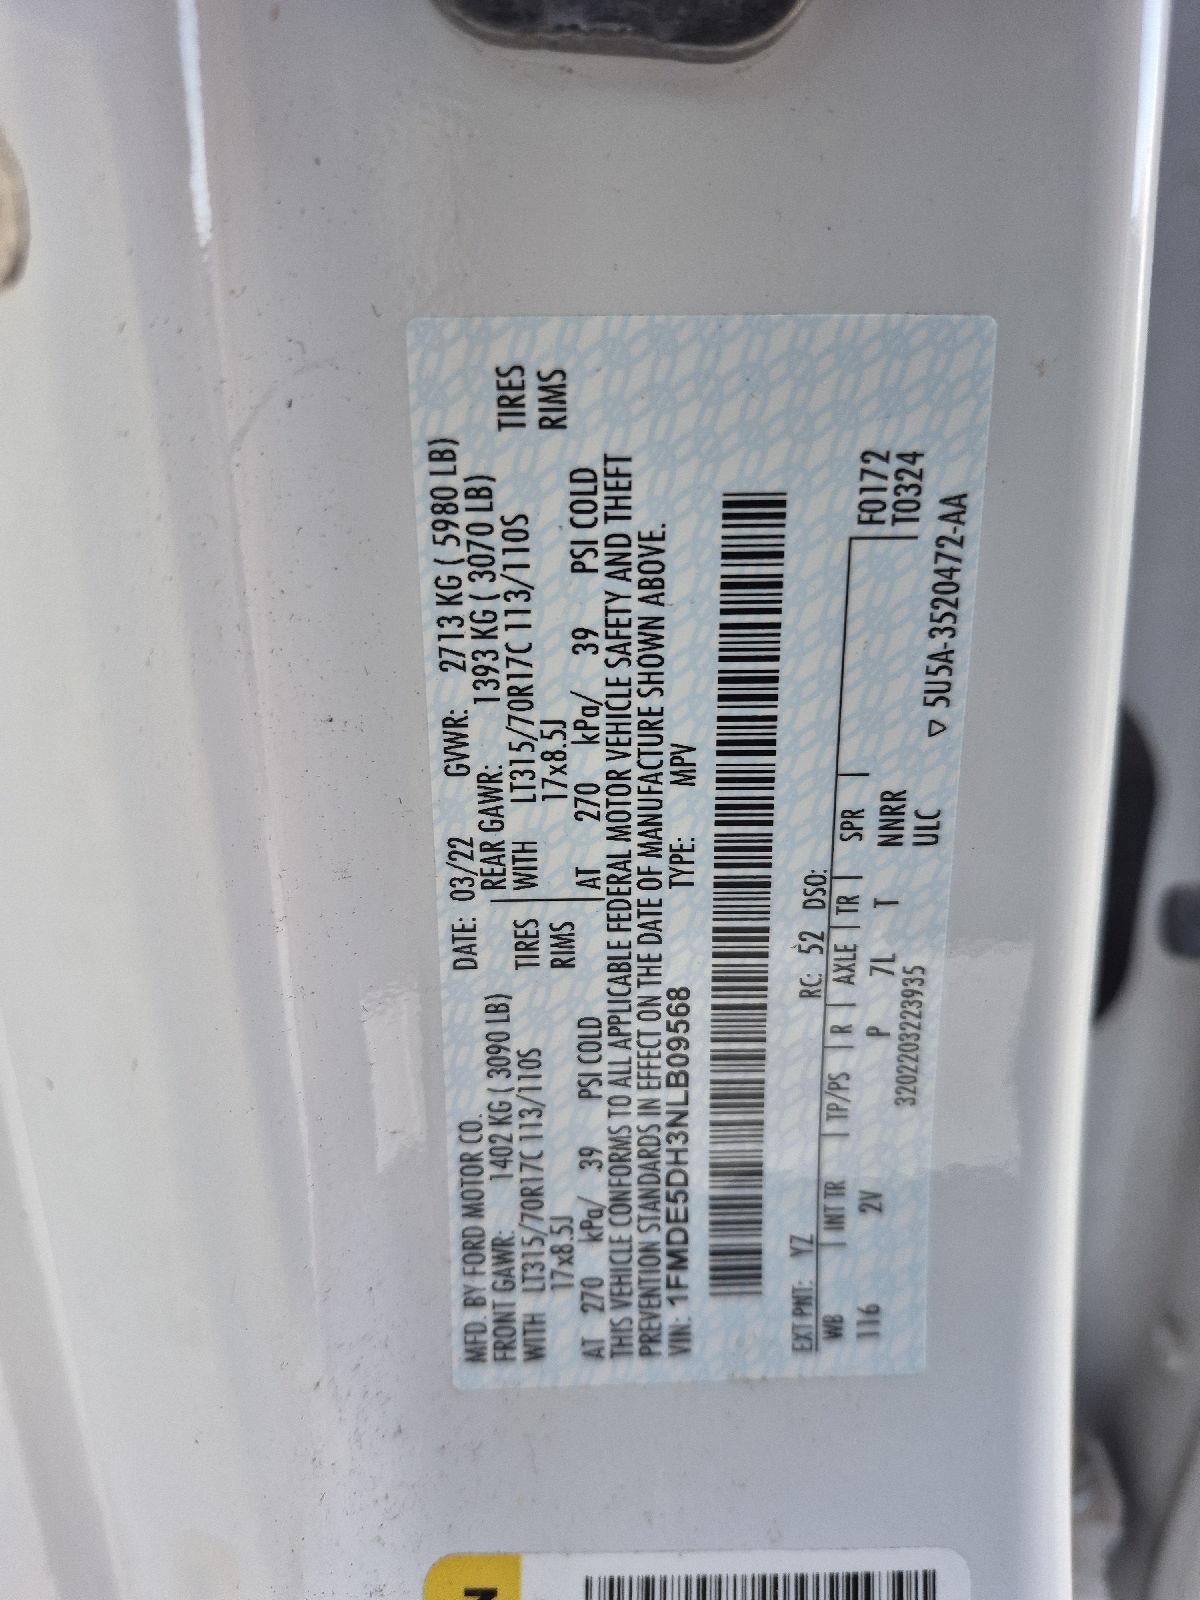 MFD. BY FORD MOTOR CO. DATE: 03/22 GVWR: 2713 KG ( 5980 LB)
FRONT GAWR: 1402 KG ( 3090 LB) REAR GAWR: 1393 KG ( 3070 LB)
WITH LT315/70R17C 113/110S TIRES WITH LT315/70R17C 113/110S TIRES
17x8.5J RIMS 17x8.5J RIMS
AT 270 kPa/ 39 PSI COLD AT 270 kPa/ 39 PSI COLD
THIS VEHICLE CONFORMS TO ALL APPLICABLE FEDERAL MOTOR VEHICLE SAFETY AND THEFT
PREVENTION STANDARDS IN EFFECT ON THE DATE OF MANUFACTURE SHOWN ABOVE.
VIN: 1FMDE5DH3NLB09568 TYPE: MPV
EXT PNT: YZ RC: 52 DSO:
WB INT TR TP/PS R AXLE TR SPR F0172
116 2V P 7L T NNRR T0324
3202203223935 ULC
▽ 5U5A-3520472-AA
N